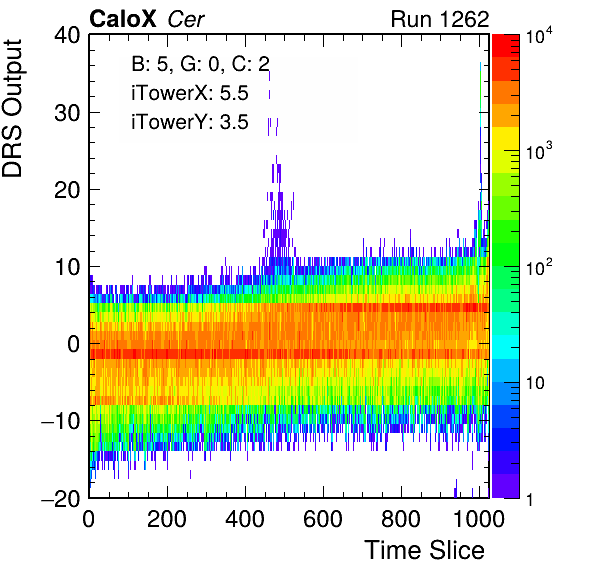 CaloX Cer
Run 1262
B: 5, G: 0, C: 2
iTowerX: 5.5
iTowerY: 3.5
DRS Output
40
30
20
10
0
−10
−20
0
200
400
600
800
1000
Time Slice
10^4
10^3
10^2
10
1